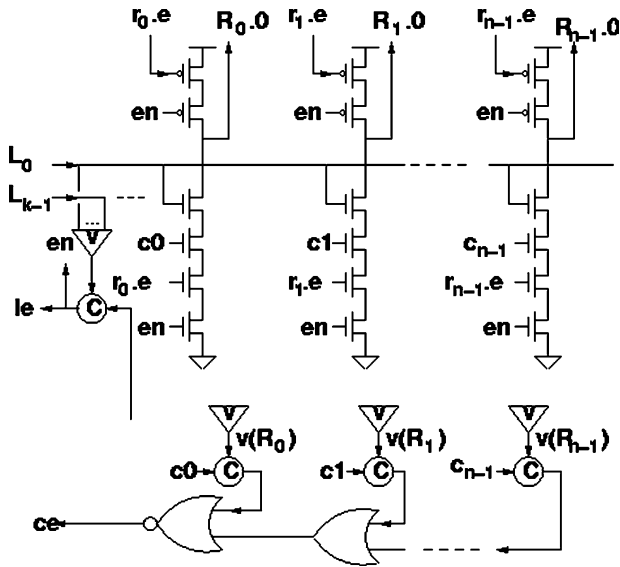 r0.e R0.0 r1.e R1.0 rn-1.e Rn-1.0
en en en
L0
Lk-1
...
en v c0 c1 cn-1
r0.e r1.e rn-1.e
le C
en en en
v v v
v(R0) v(R1) v(Rn-1)
c0 C c1 C cn-1 C
ce